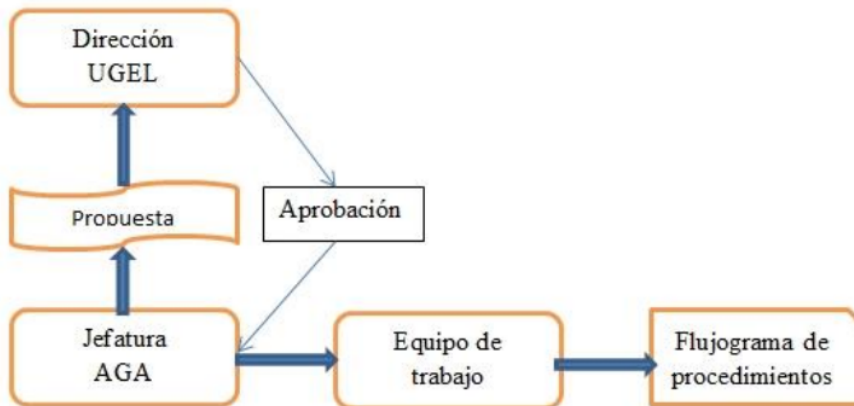 Dirección
UGEL
Propuesta
Aprobación
Jefatura
AGA
Equipo de
trabajo
Flujograma de
procedimientos